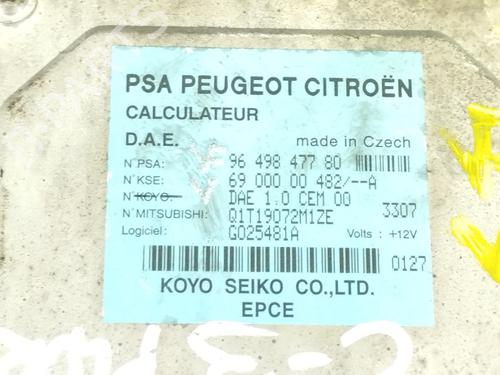 PSA PEUGEOT CITROËN
CALCULATEUR
D.A.E. made in Czech
N°PSA: 96 498 477 80
N°KSE: 69 000 00 482/--A
N°KOYO: DAE 1.0 CEM 00
N°MITSUBISHI: Q1T19072M1ZE 3307
Logiciel: G025481A Volts : +12V
0127
KOYO SEIKO CO.,LTD.
EPCE